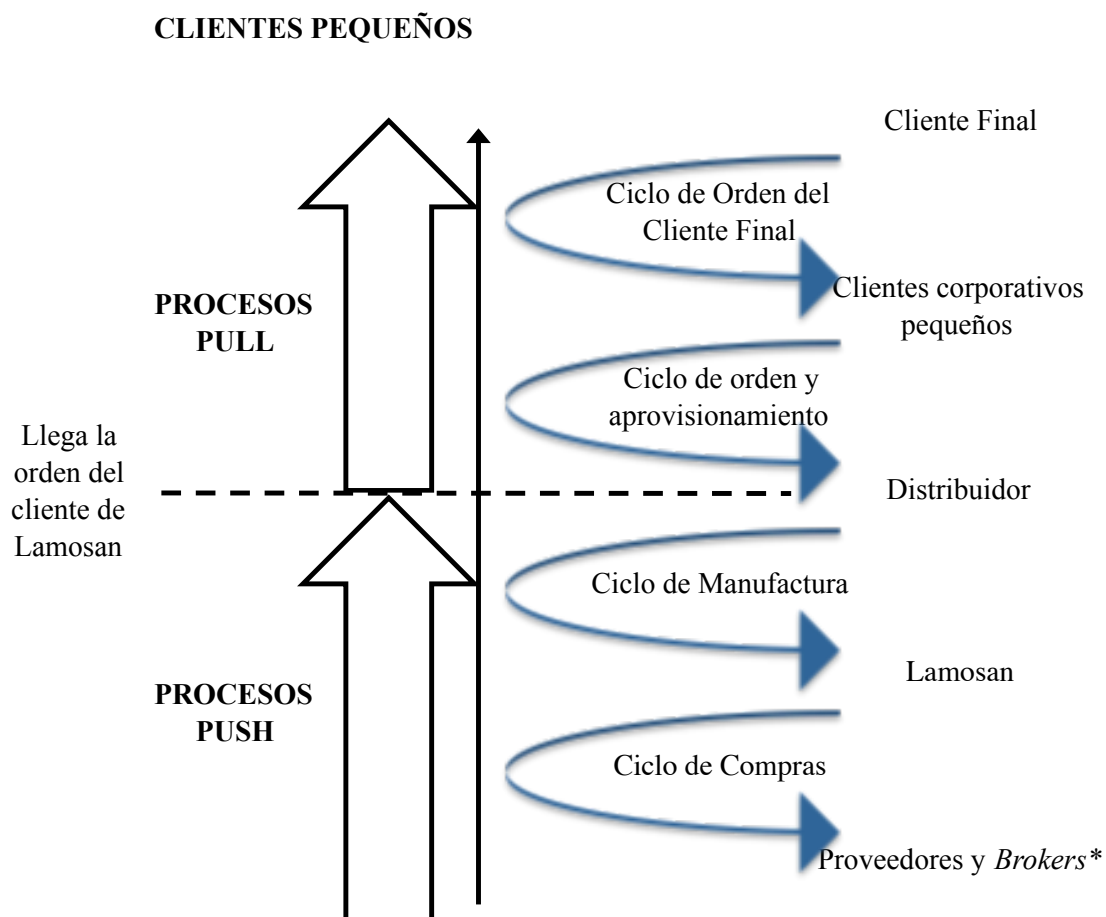 CLIENTES PEQUEÑOS
Cliente Final
Ciclo de Orden del
Cliente Final
Clientes corporativos
pequeños
PROCESOS
PULL
Ciclo de orden y
aprovisionamiento
Llega la
orden del
cliente de
Lamosan
Distribuidor
Ciclo de Manufactura
Lamosan
PROCESOS
PUSH
Ciclo de Compras
Proveedores y Brokers*